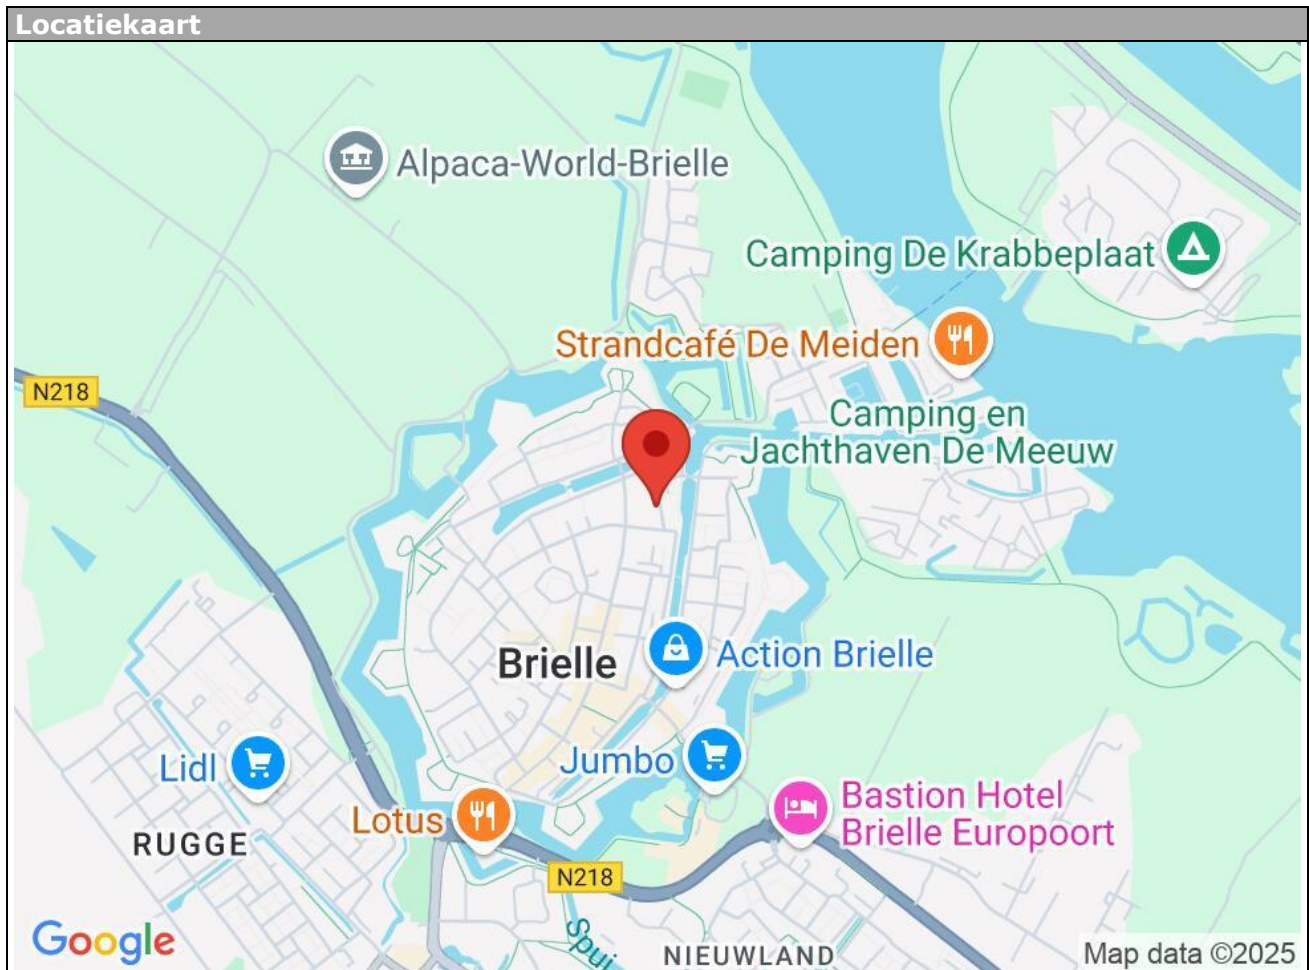 Locatiekaart
Alpaca-World-Brielle
Camping De Krabbeplaat
Strandcafé De Meiden
N218
Camping en
Jachthaven De Meeuw
Brielle
Action Brielle
Lidl
Jumbo
Lotus
Bastion Hotel
Brielle Europoort
RUGGE
N218
Spui
NIEUWLAND
Google
Map data ©2025